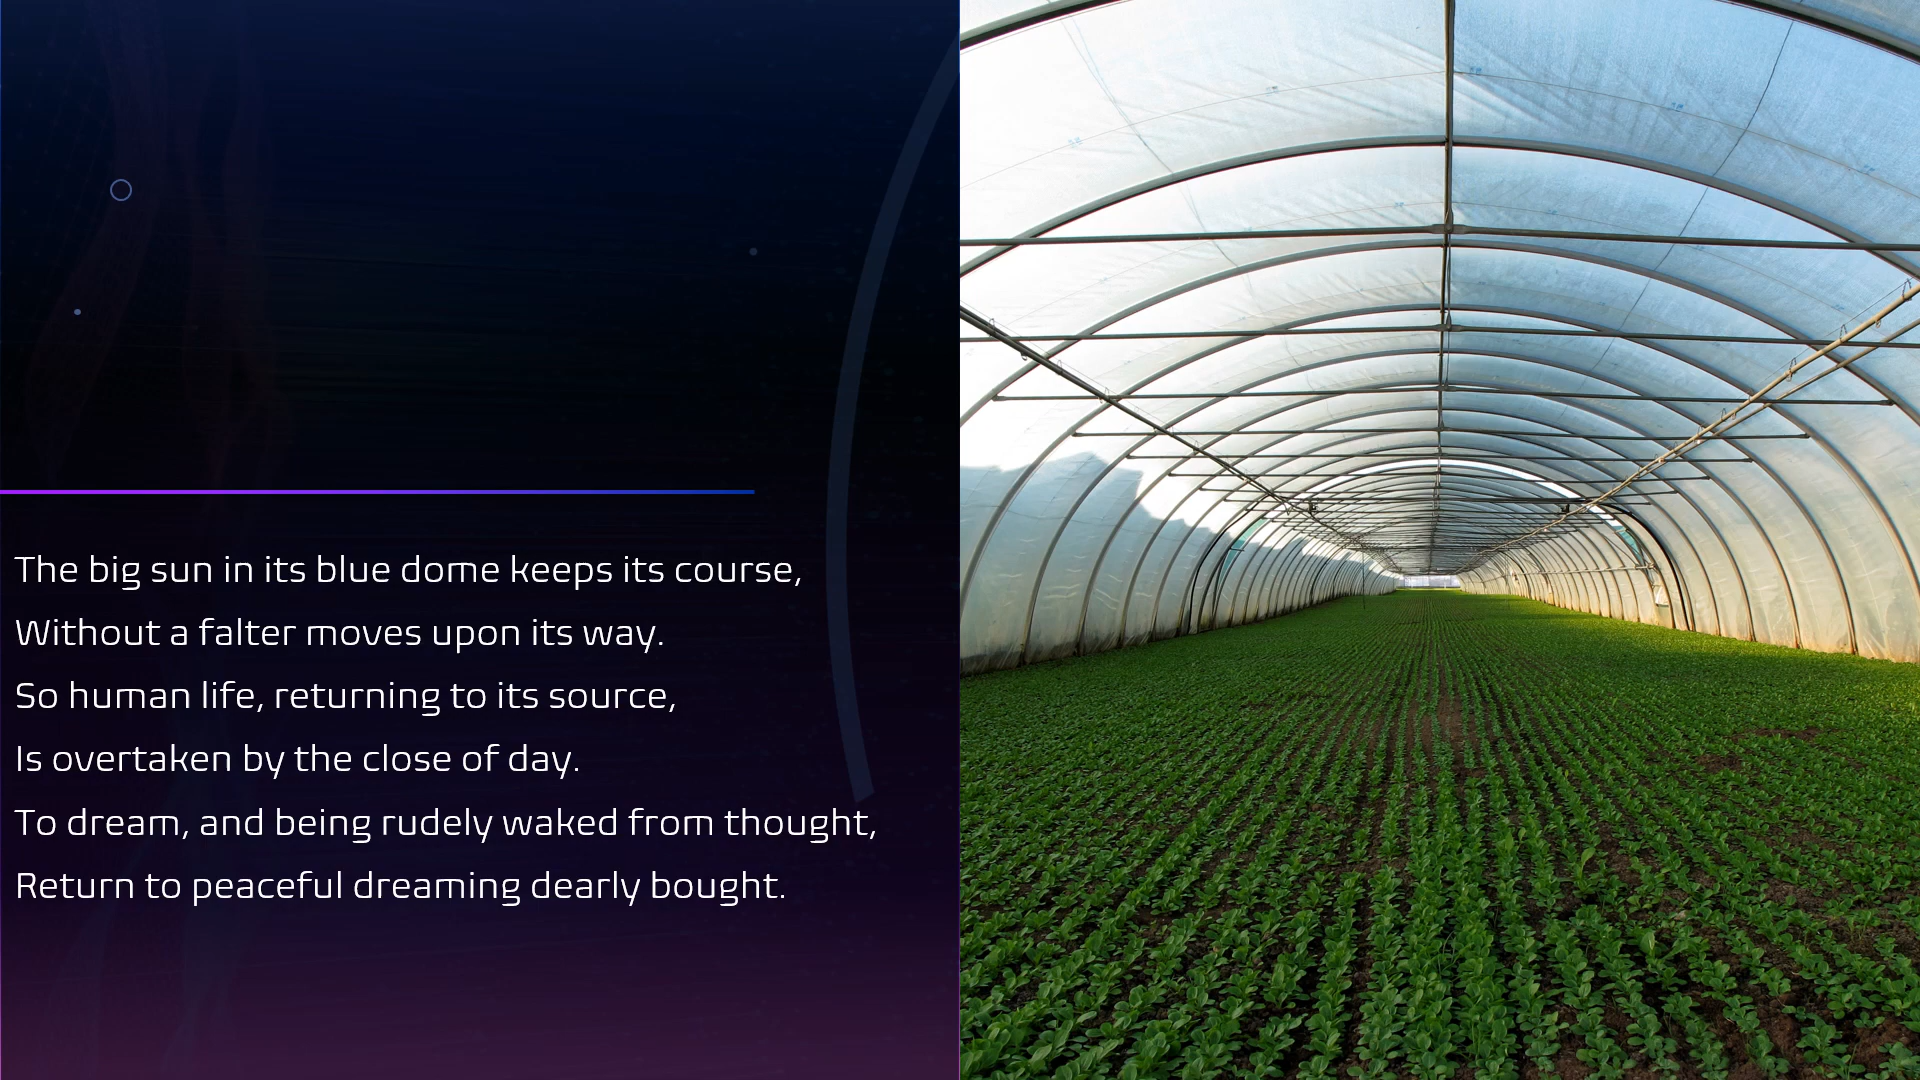 The big sun in its blue dome keeps its course,
Without a falter moves upon its way.
So human life, returning to its source,
Is overtaken by the close of day.
To dream, and being rudely waked from thought,
Return to peaceful dreaming dearly bought.